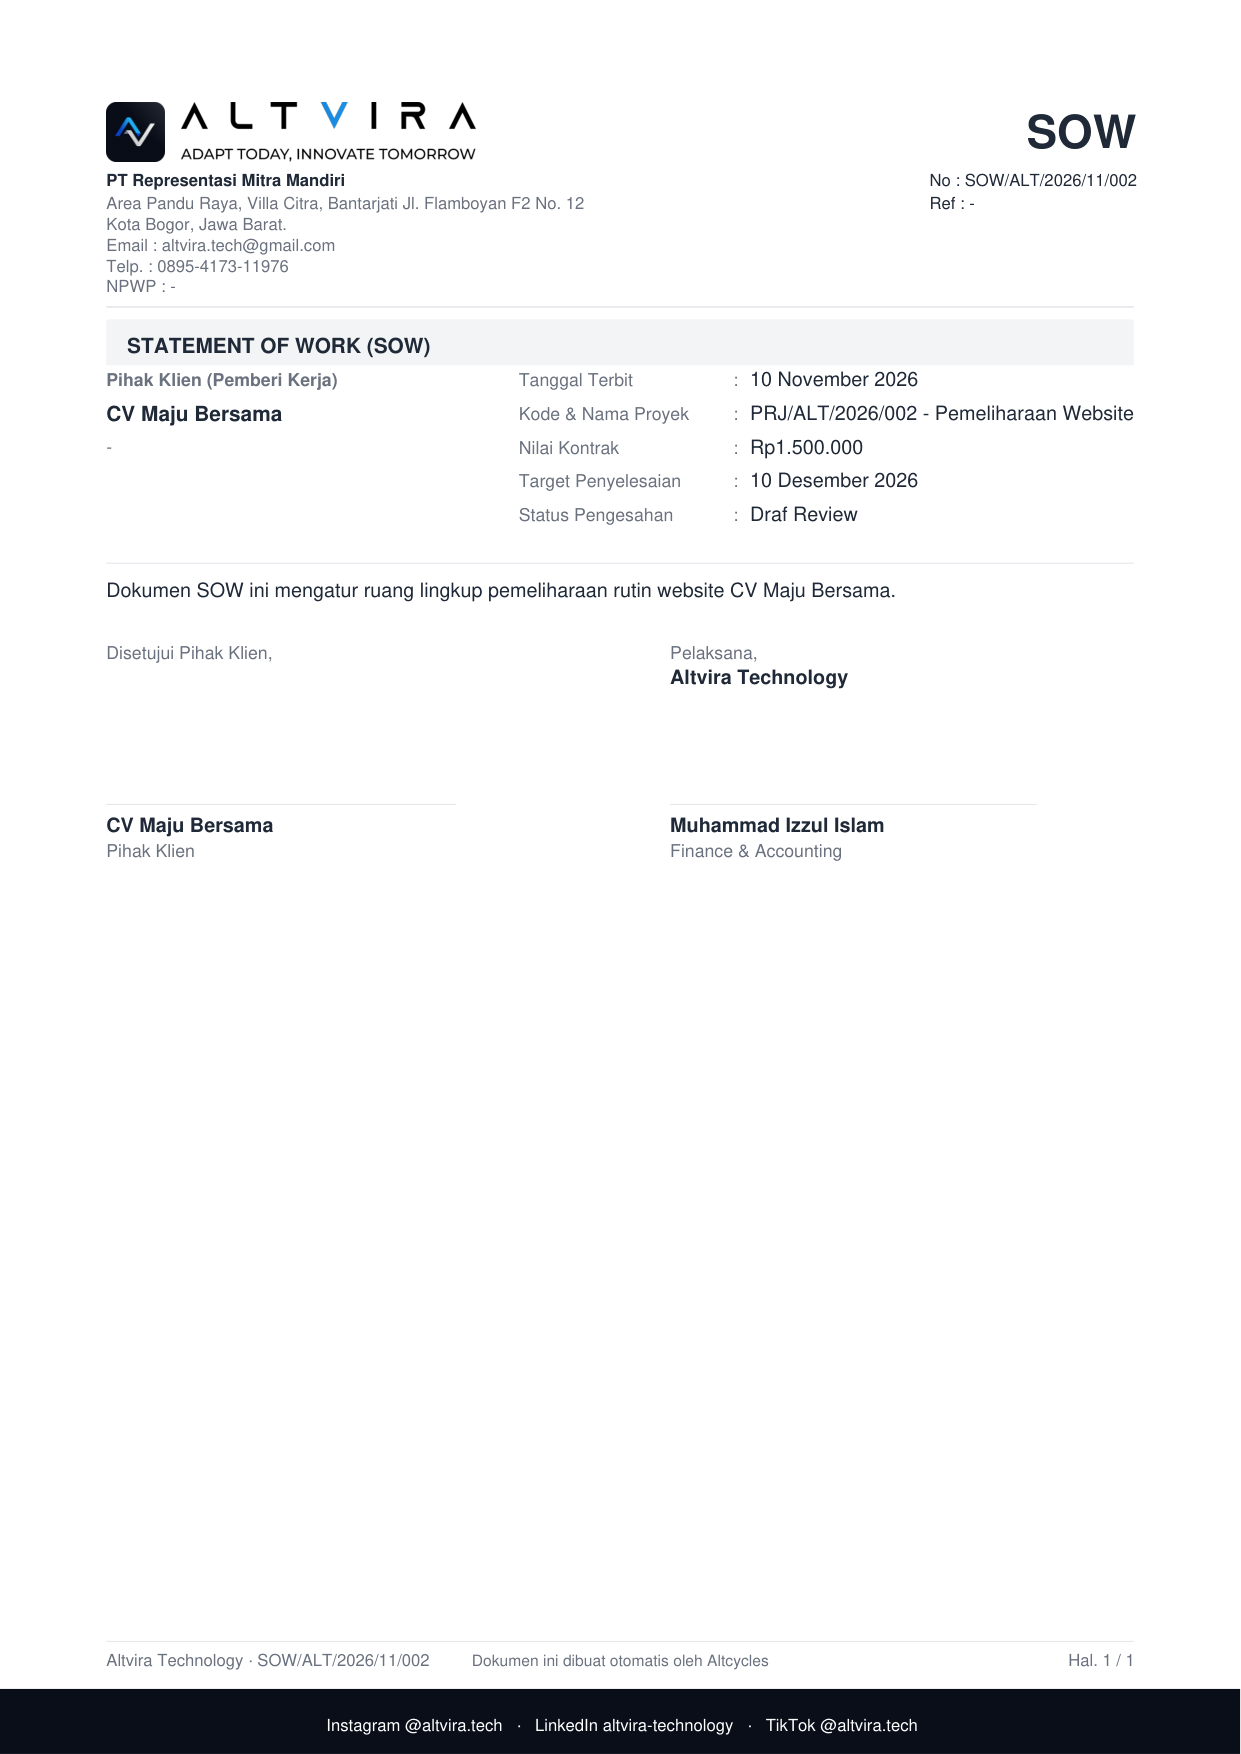 ALTVIRA
ADAPT TODAY, INNOVATE TOMORROW
SOW
PT Representasi Mitra Mandiri
No : SOW/ALT/2026/11/002
Area Pandu Raya, Villa Citra, Bantarjati Jl. Flamboyan F2 No. 12
Ref : -
Kota Bogor, Jawa Barat.
Email : altvira.tech@gmail.com
Telp. : 0895-4173-11976
NPWP : -
STATEMENT OF WORK (SOW)
Pihak Klien (Pemberi Kerja)
CV Maju Bersama
-
Tanggal Terbit : 10 November 2026
Kode & Nama Proyek : PRJ/ALT/2026/002 - Pemeliharaan Website
Nilai Kontrak : Rp1.500.000
Target Penyelesaian : 10 Desember 2026
Status Pengesahan : Draf Review
Dokumen SOW ini mengatur ruang lingkup pemeliharaan rutin website CV Maju Bersama.
Disetujui Pihak Klien,
CV Maju Bersama
Pihak Klien
Pelaksana,
Altvira Technology
Muhammad Izzul Islam
Finance & Accounting
Altvira Technology · SOW/ALT/2026/11/002 Dokumen ini dibuat otomatis oleh Altcycles Hal. 1 / 1
Instagram @altvira.tech · LinkedIn altvira-technology · TikTok @altvira.tech